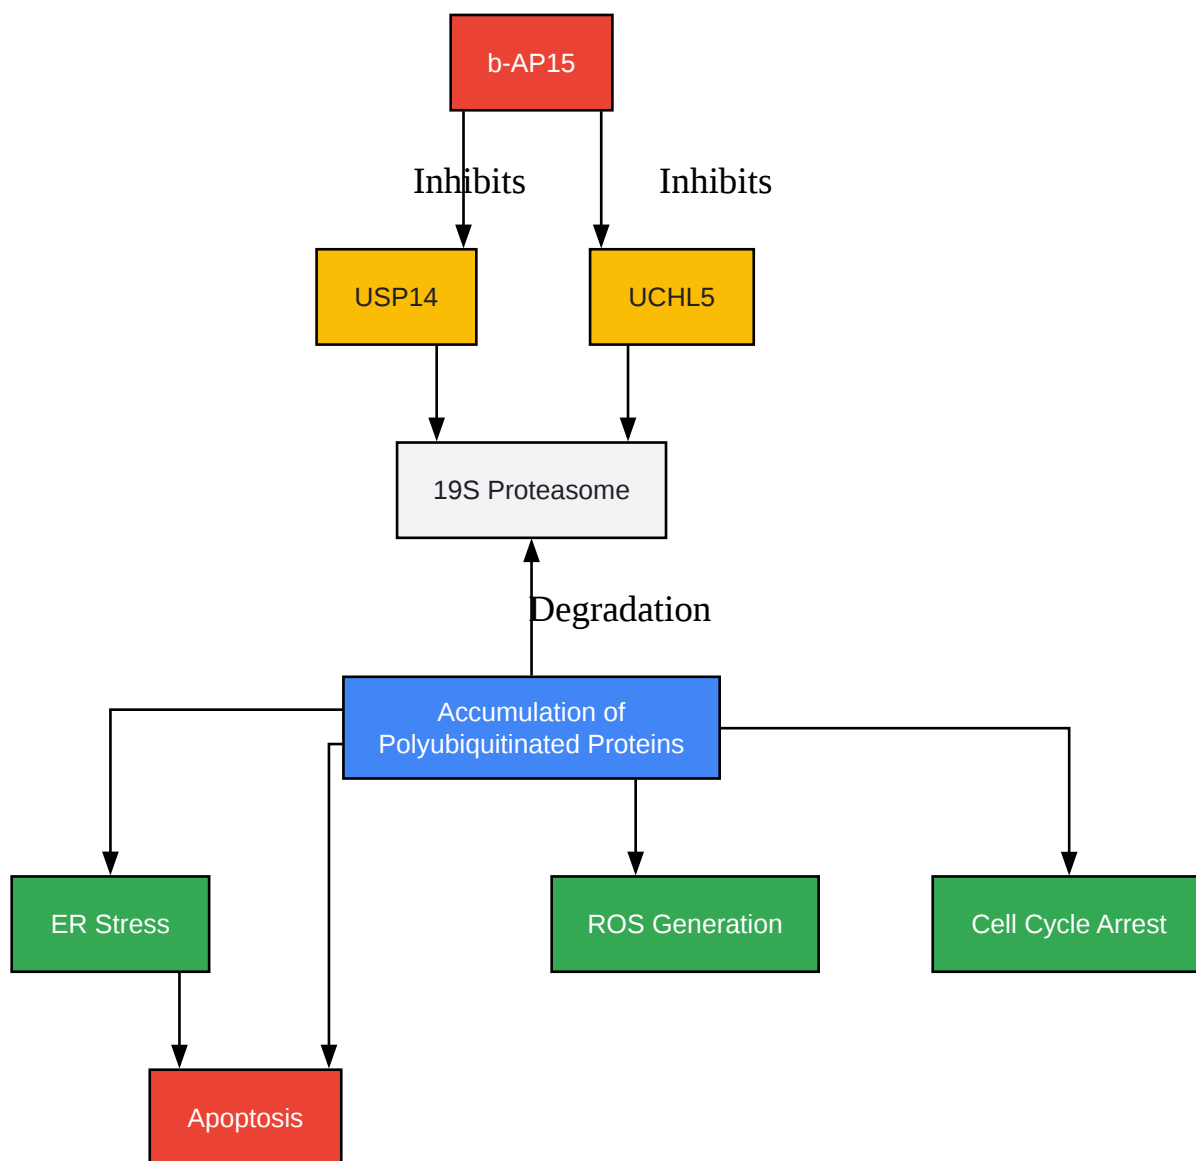 b-AP15
Inhibits
Inhibits
USP14
UCHL5
19S Proteasome
Degradation
Accumulation of
Polyubiquitinated Proteins
ER Stress
ROS Generation
Cell Cycle Arrest
Apoptosis